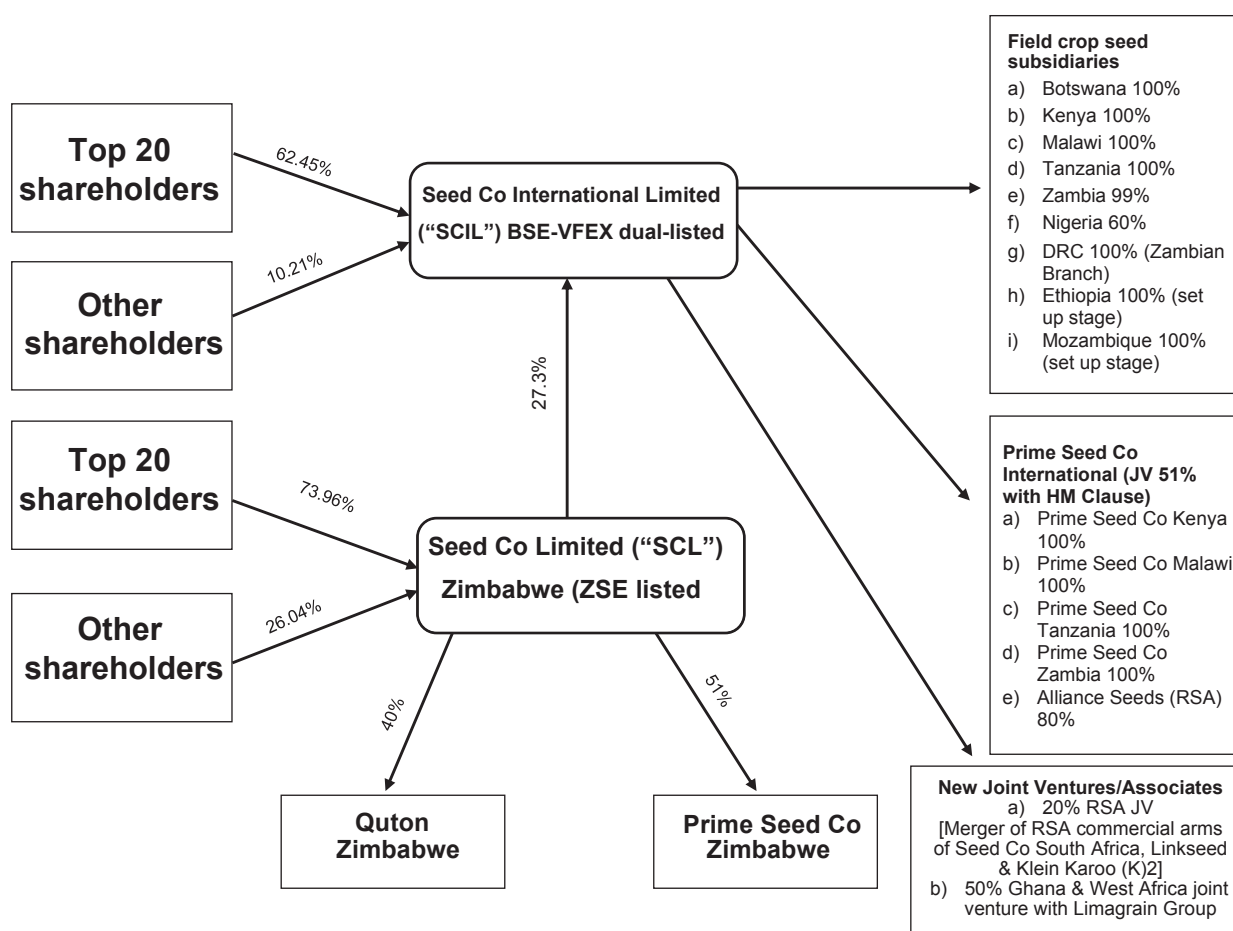 Top 20
shareholders
62.45%
Other
shareholders
10.21%
Seed Co International Limited
(“SCIL”) BSE-VFEX dual-listed
27.3%
Top 20
shareholders
73.96%
Other
shareholders
26.04%
Seed Co Limited (“SCL”)
Zimbabwe (ZSE listed
40%
51%
Quton
Zimbabwe
Prime Seed Co
Zimbabwe
Field crop seed
subsidiaries
a) Botswana 100%
b) Kenya 100%
c) Malawi 100%
d) Tanzania 100%
e) Zambia 99%
f) Nigeria 60%
g) DRC 100% (Zambian
Branch)
h) Ethiopia 100% (set
up stage)
i) Mozambique 100%
(set up stage)
Prime Seed Co
International (JV 51%
with HM Clause)
a) Prime Seed Co Kenya
100%
b) Prime Seed Co Malawi
100%
c) Prime Seed Co
Tanzania 100%
d) Prime Seed Co
Zambia 100%
e) Alliance Seeds (RSA)
80%
New Joint Ventures/Associates
a) 20% RSA JV
[Merger of RSA commercial arms
of Seed Co South Africa, Linkseed
& Klein Karoo (K)2]
b) 50% Ghana & West Africa joint
venture with Limagrain Group